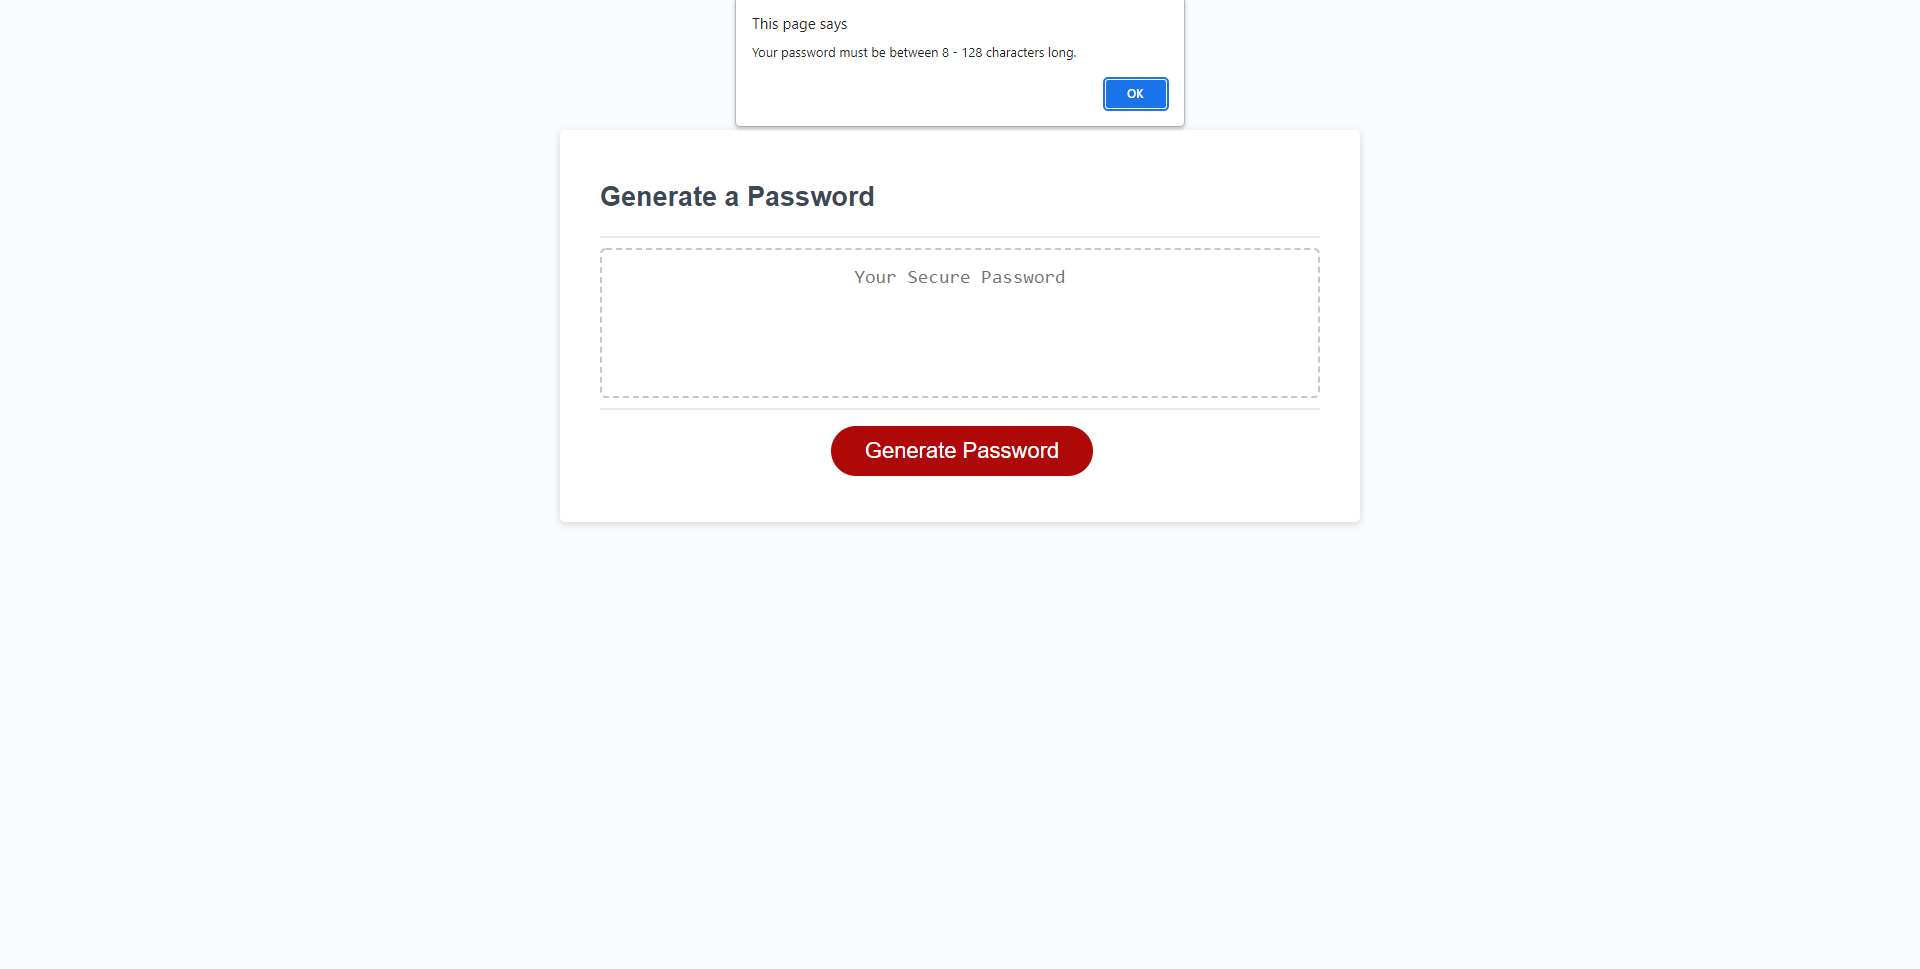 This page says
Your password must be between 8 - 128 characters long.
OK
Generate a Password
Your Secure Password
Generate Password